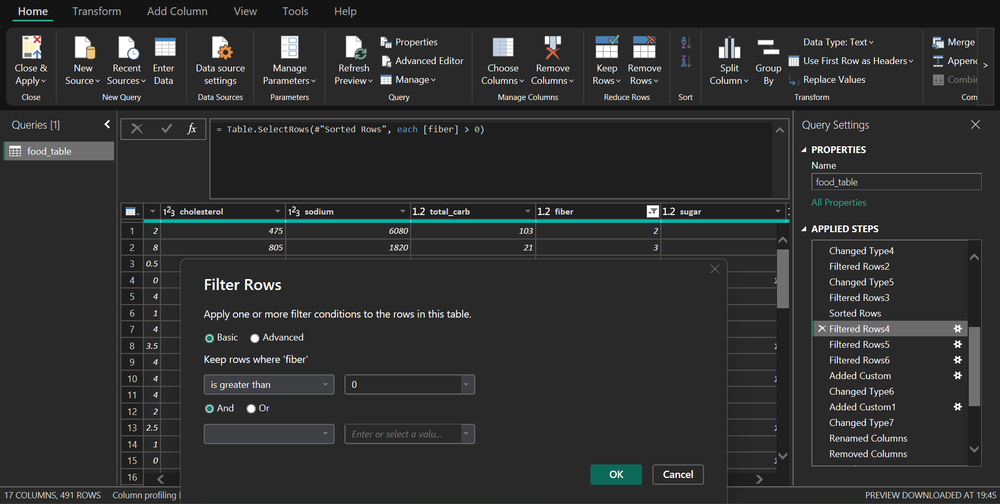 Home Transform Add Column View Tools Help
Close & Apply
New Source
Recent Sources
Enter Data
Data source settings
Manage Parameters
Refresh Preview
Properties
Advanced Editor
Manage
Choose Columns
Remove Columns
Keep Rows
Remove Rows
A Z
Z A
Split Column
Group By
Data Type: Text
Use First Row as Headers
1 2 Replace Values
Merge
Appen
Combi
>
Close New Query Data Sources Parameters Query Manage Columns Reduce Rows Sort Transform Com
Queries [1]
food_table
fx
= Table.SelectRows(#"Sorted Rows", each [fiber] > 0)
1²3 cholesterol 1²3 sodium 1.2 total_carb 1.2 fiber 1.2 sugar
1 2 475 6080 103 2
2 8 805 1820 21 3
3 0.5
4 0 1
5 4
6 1
7 4
8 3.5 1
9 4
10 4 1
11 4
12 2
13 2.5 1
14 1
15 0 1
16
Filter Rows
Apply one or more filter conditions to the rows in this table.
Basic Advanced
Keep rows where 'fiber'
is greater than 0
And Or
Enter or select a valu...
OK Cancel
Query Settings
PROPERTIES
Name
food_table
All Properties
APPLIED STEPS
Changed Type4
Filtered Rows2
Changed Type5
Filtered Rows3
Sorted Rows
Filtered Rows4
Filtered Rows5
Filtered Rows6
Added Custom
Changed Type6
Added Custom1
Changed Type7
Renamed Columns
Removed Columns
17 COLUMNS, 491 ROWS Column profiling PREVIEW DOWNLOADED AT 19:45